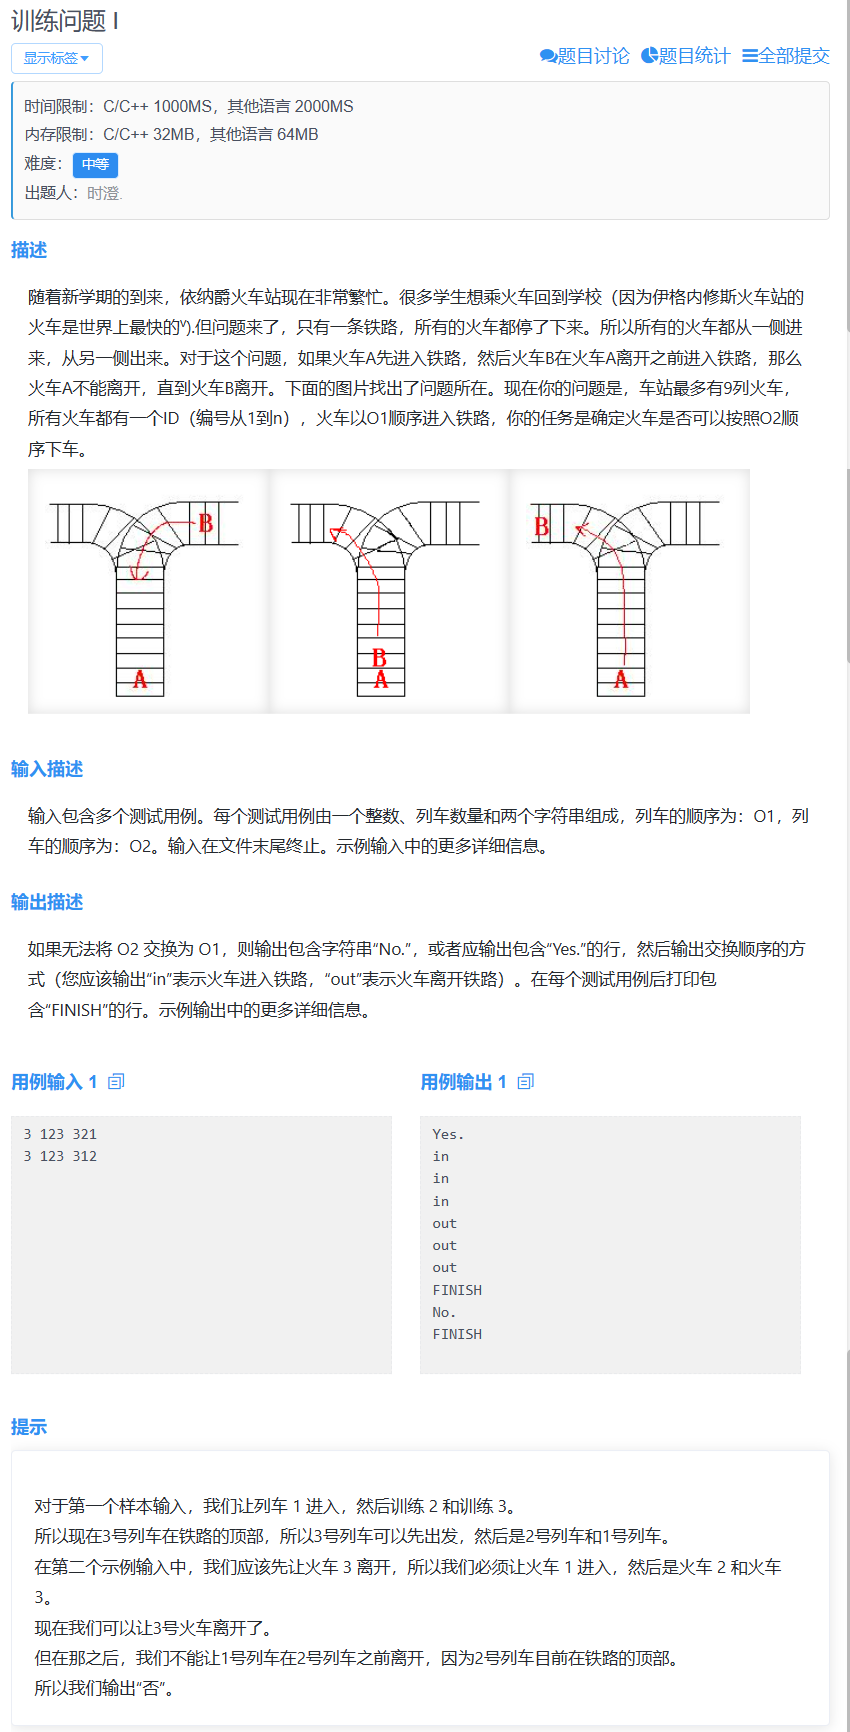 训练问题 I
显示标签
题目讨论 题目统计 全部提交
时间限制：C/C++ 1000MS，其他语言 2000MS
内存限制：C/C++ 32MB，其他语言 64MB
难度： 中等
出题人：时澄.
描述
随着新学期的到来，依纳爵火车站现在非常繁忙。很多学生想乘火车回到学校（因为伊格内修斯火车站的
火车是世界上最快的ν).但问题来了，只有一条铁路，所有的火车都停了下来。所以所有的火车都从一侧进
来，从另一侧出来。对于这个问题，如果火车A先进入铁路，然后火车B在火车A离开之前进入铁路，那么
火车A不能离开，直到火车B离开。下面的图片找出了问题所在。现在你的问题是，车站最多有9列火车，
所有火车都有一个ID（编号从1到n），火车以O1顺序进入铁路，你的任务是确定火车是否可以按照O2顺
序下车。
B
A
B
A
B
A
输入描述
输入包含多个测试用例。每个测试用例由一个整数、列车数量和两个字符串组成，列车的顺序为：O1，列
车的顺序为：O2。输入在文件末尾终止。示例输入中的更多详细信息。
输出描述
如果无法将 O2 交换为 O1，则输出包含字符串“No.”，或者应输出包含“Yes.”的行，然后输出交换顺序的方
式（您应该输出“in”表示火车进入铁路，“out”表示火车离开铁路）。在每个测试用例后打印包
含“FINISH”的行。示例输出中的更多详细信息。
用例输入 1
3 123 321
3 123 312
用例输出 1
Yes.
in
in
in
out
out
out
FINISH
No.
FINISH
提示
对于第一个样本输入，我们让列车 1 进入，然后训练 2 和训练 3。
所以现在3号列车在铁路的顶部，所以3号列车可以先出发，然后是2号列车和1号列车。
在第二个示例输入中，我们应该先让火车 3 离开，所以我们必须让火车 1 进入，然后是火车 2 和火车
3。
现在我们可以让3号火车离开了。
但在那之后，我们不能让1号列车在2号列车之前离开，因为2号列车目前在铁路的顶部。
所以我们输出“否”。